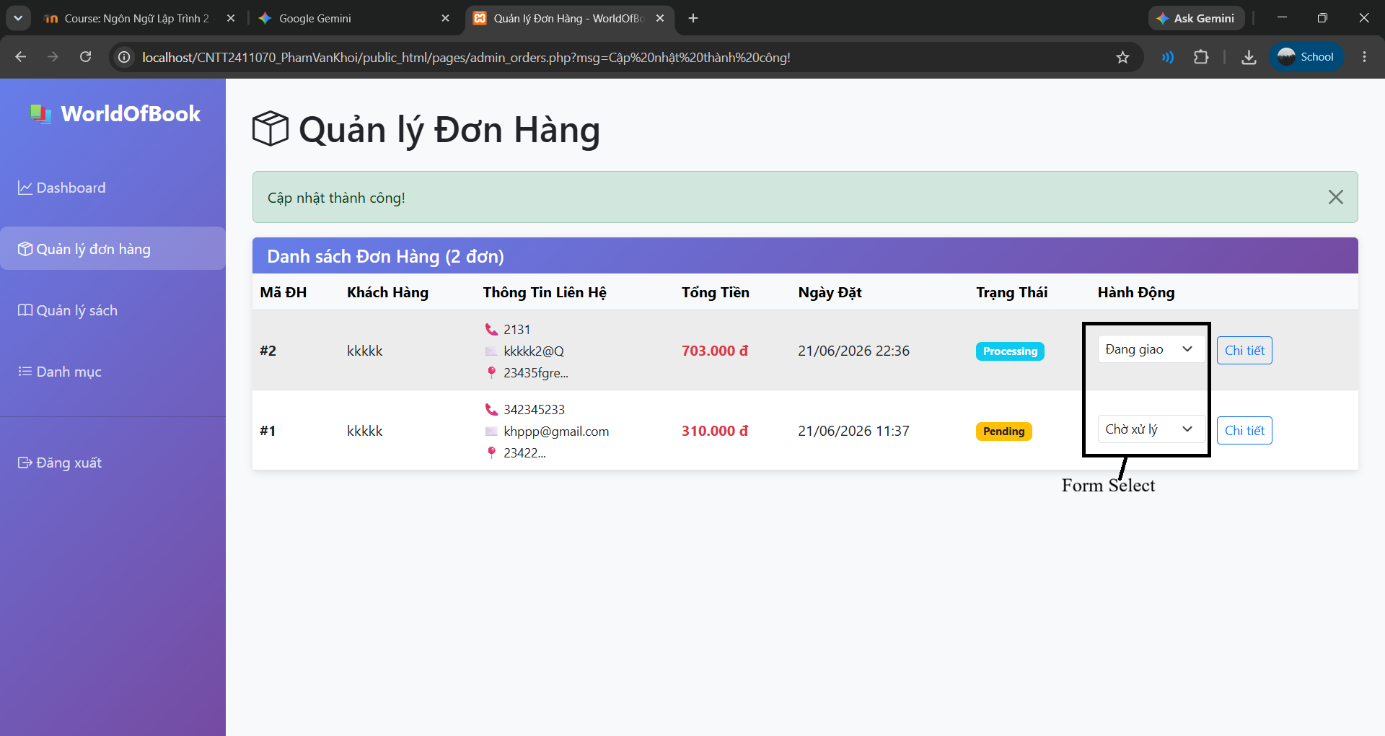 Course: Ngôn Ngữ Lập Trình 2
Google Gemini
Quản lý Đơn Hàng - WorldOfBo
Ask Gemini
localhost/CNTT2411070_PhamVanKhoi/public_html/pages/admin_orders.php?msg=Cập%20nhật%20thành%20công!
School
WorldOfBook
Dashboard
Quản lý đơn hàng
Quản lý sách
Danh mục
Đăng xuất
Quản lý Đơn Hàng
Cập nhật thành công!
Danh sách Đơn Hàng (2 đơn)
Mã ĐH Khách Hàng Thông Tin Liên Hệ Tổng Tiền Ngày Đặt Trạng Thái Hành Động
2131
#2 kkkkk kkkkk2@Q 703.000 đ 21/06/2026 22:36 Processing Đang giao Chi tiết
23435fgre...
342345233
#1 kkkkk khppp@gmail.com 310.000 đ 21/06/2026 11:37 Pending Chờ xử lý Chi tiết
23422...
Form Select